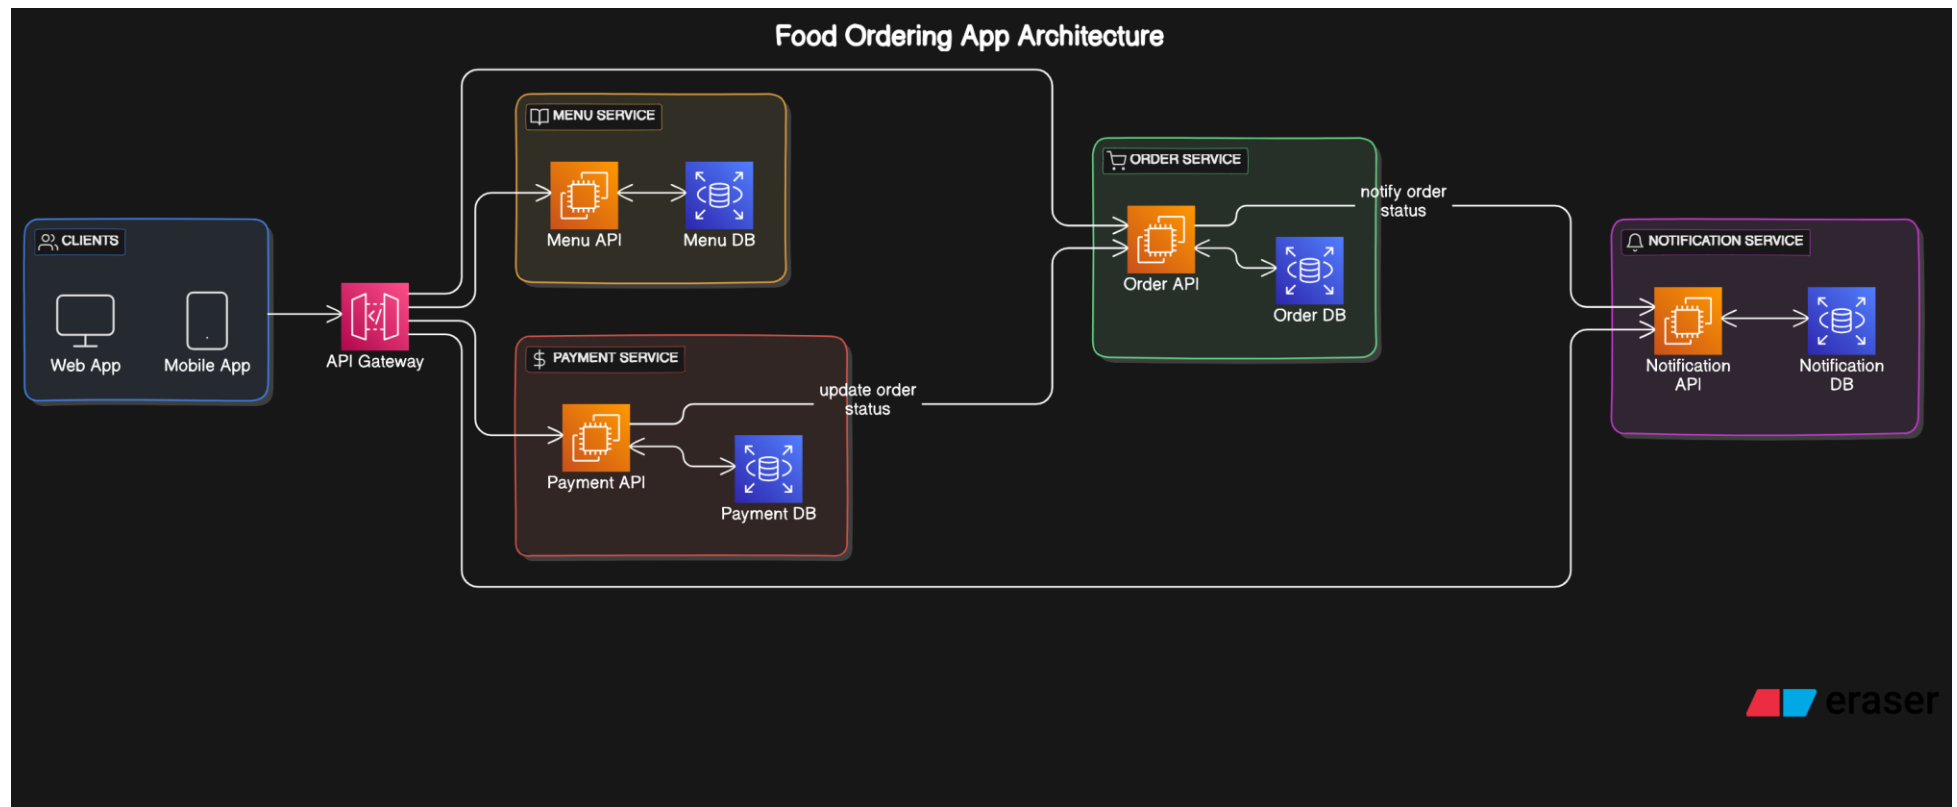 Food Ordering App Architecture
CLIENTS
Web App
Mobile App
API Gateway
MENU SERVICE
Menu API
Menu DB
PAYMENT SERVICE
Payment API
Payment DB
update order
status
ORDER SERVICE
Order API
Order DB
notify order
status
NOTIFICATION SERVICE
Notification
API
Notification
DB
eraser